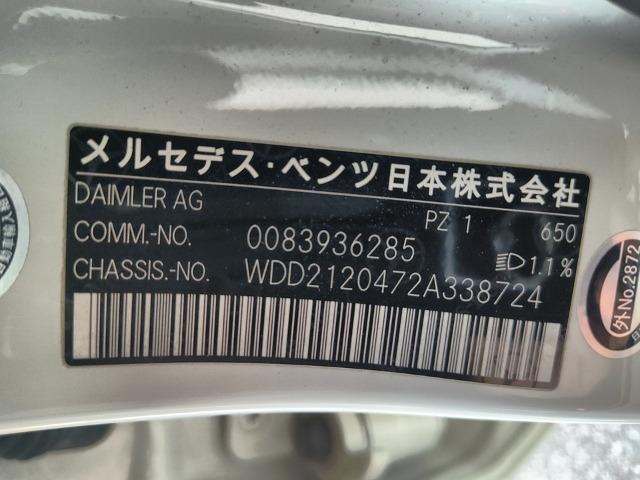 メルセデス・ベンツ日本株式会社
DAIMLER AG
PZ 1 650
COMM.-NO. 0083936285
1.1%
CHASSIS.-NO. WDD2120472A338724
外No.2872